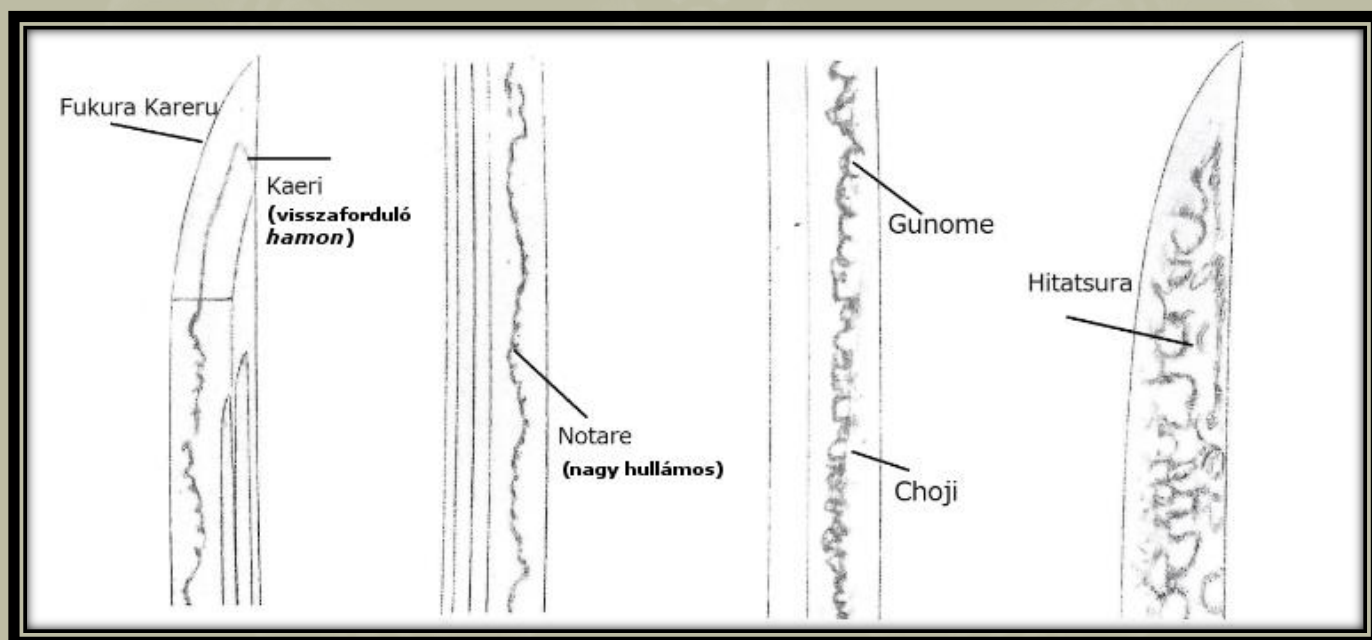 Fukura Kareru
Kaeri
(visszaforduló
hamon)
Notare
(nagy hullámos)
Gunome
Choji
Hitatsura